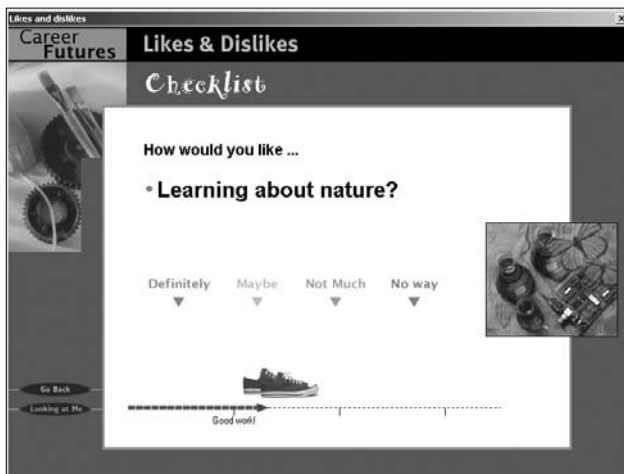 Likes and dislikes
Career
Futures
Likes & Dislikes
Checklist
How would you like ...
• Learning about nature?
Definitely Maybe Not Much No way
Go Back
Looking at Me
Good work!